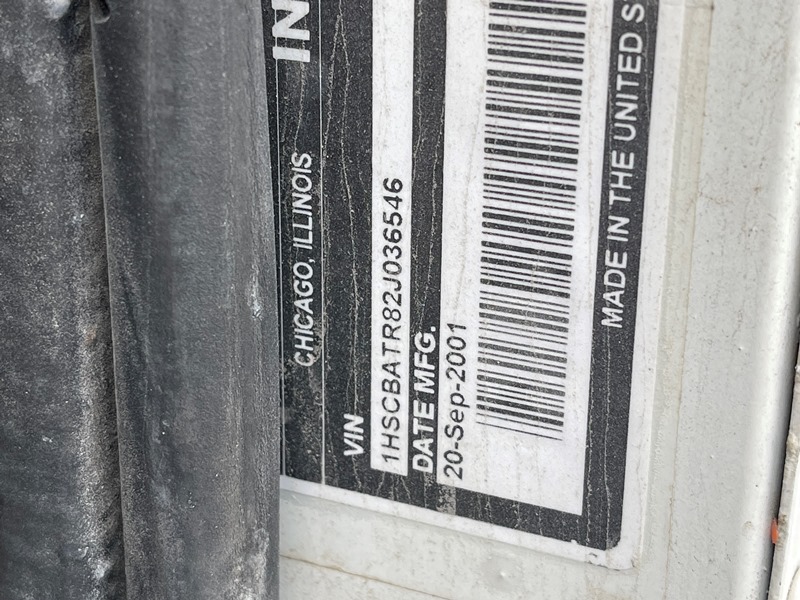 IN
CHICAGO, ILLINOIS
VIN
1HSCBATR82J036546
DATE MFG.
20-Sep-2001
MADE IN THE UNITED S